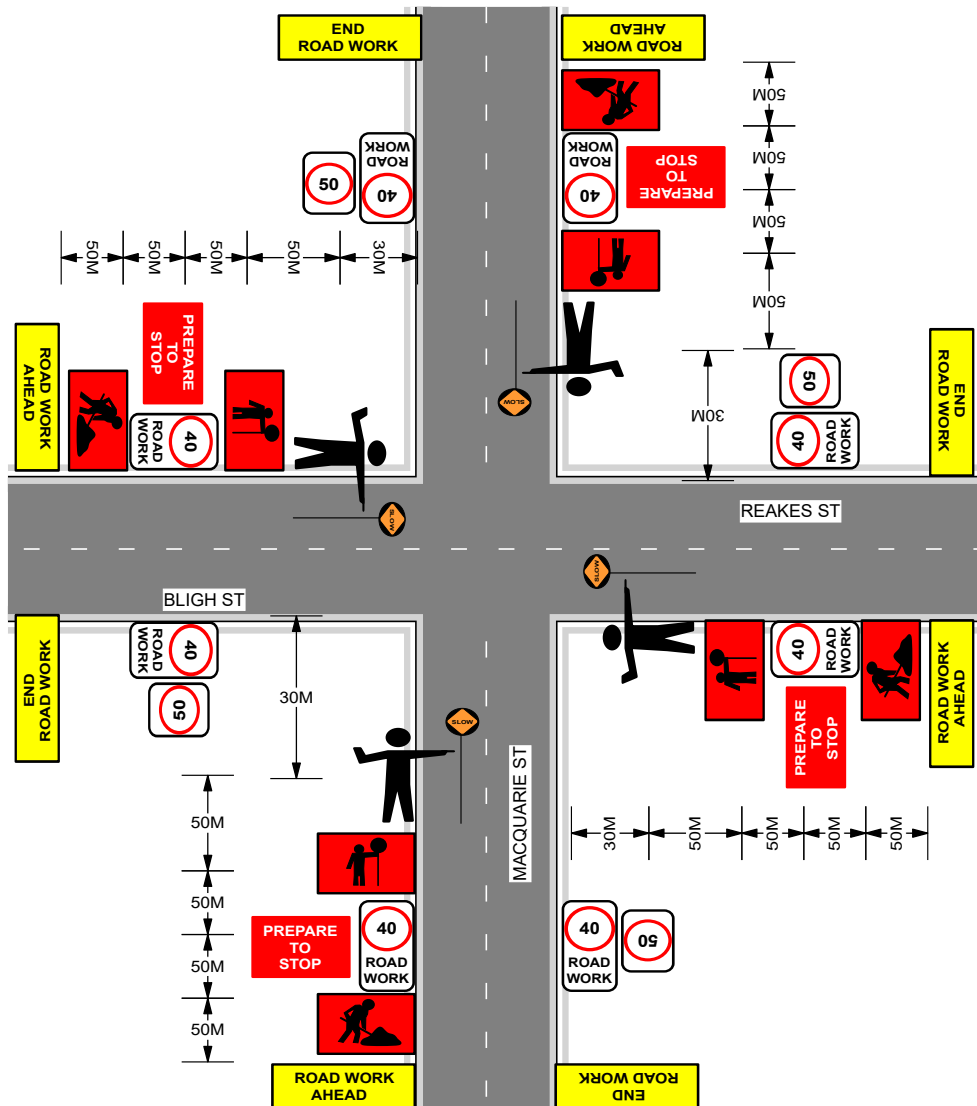 END
ROAD WORK
ROAD WORK
AHEAD
50M
50M
50M
50M
ROAD
WORK
40
50
ROAD
WORK
40
PREPARE
TO
STOP
50M
50M
50M
50M
30M
PREPARE
TO
STOP
ROAD WORK
AHEAD
40
ROAD
WORK
SLOW
30M
50
40
ROAD
WORK
END
ROAD WORK
SLOW
REAKES ST
SLOW
BLIGH ST
END
ROAD WORK
40
ROAD
WORK
50
30M
SLOW
MACQUARIE ST
40
ROAD
WORK
PREPARE
TO
STOP
ROAD WORK
AHEAD
30M
50M
50M
50M
50M
50M
50M
50M
50M
PREPARE
TO
STOP
40
ROAD
WORK
40
ROAD
WORK
50
ROAD WORK
AHEAD
END
ROAD WORK